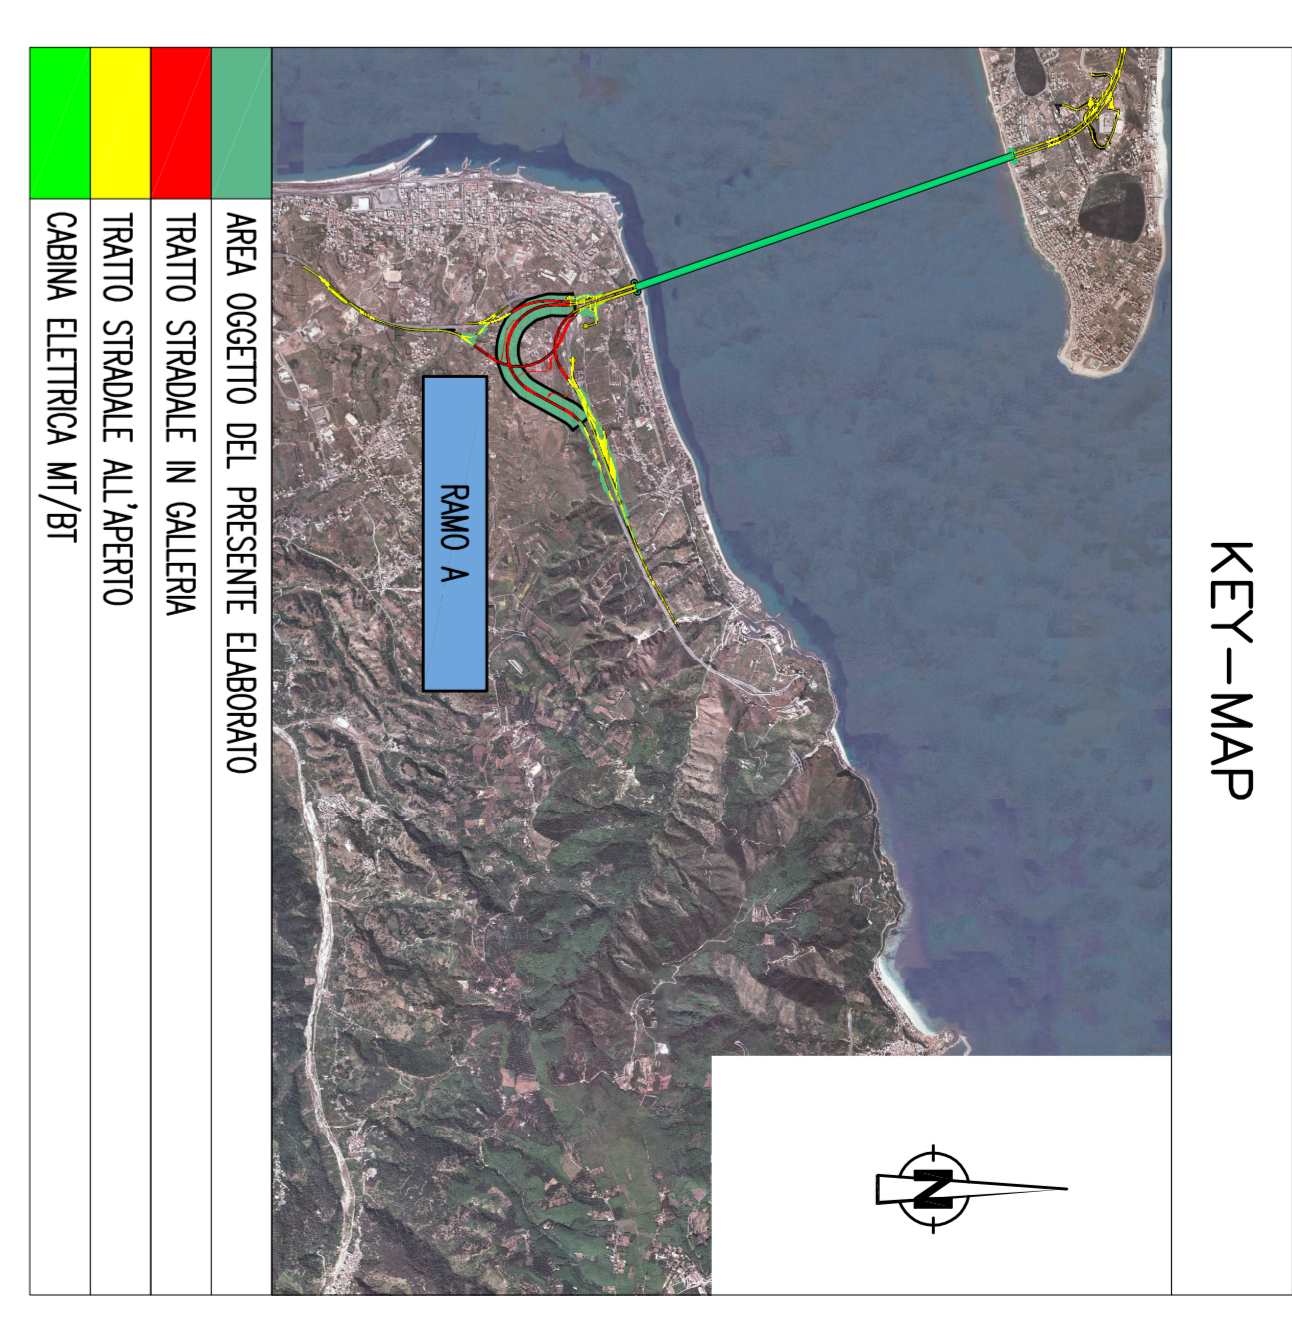 KEY-MAP
N
RAMO A
AREA OGGETTO DEL PRESENTE ELABORATO
TRATTO STRADALE IN GALLERIA
TRATTO STRADALE ALL'APERTO
CABINA ELETTRICA MT/BT